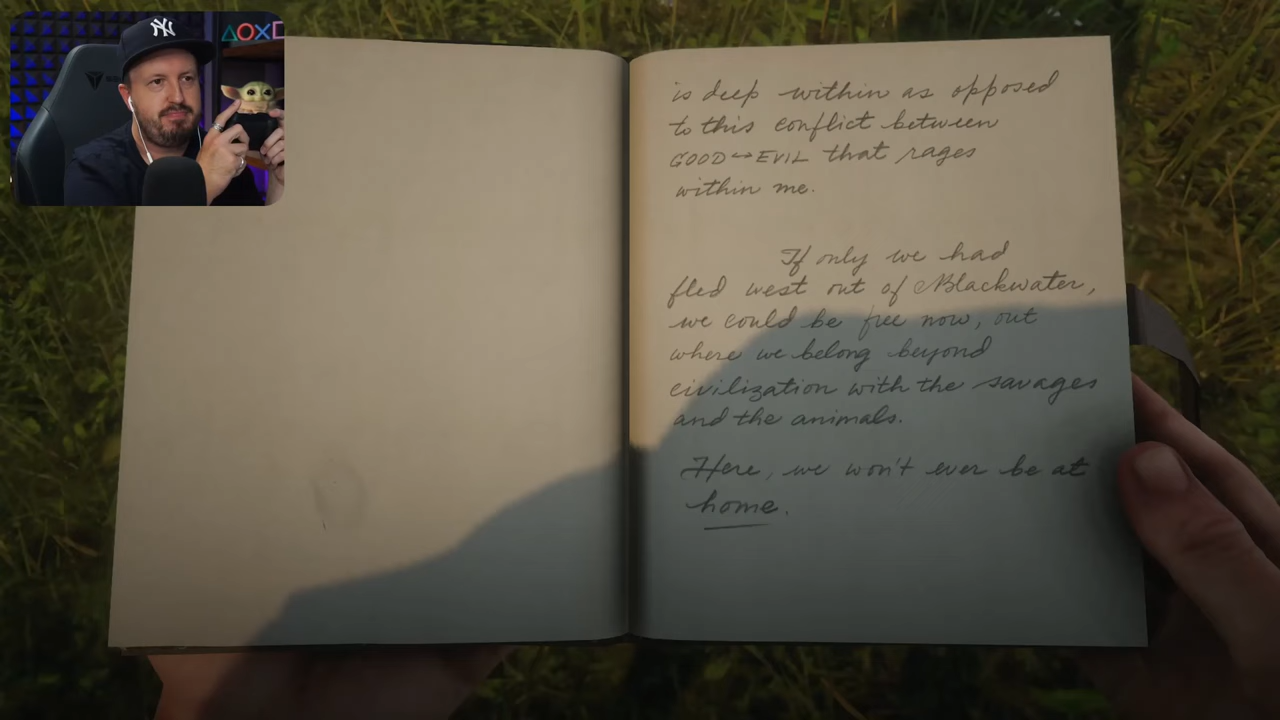 NY
is deep within as opposed
to this conflict between
GOOD↔EVIL that rages
within me.
If only we had
fled west out of Blackwater,
we could be free now, out
where we belong beyond
civilization with the savages
and the animals.
Here, we won't ever be at
home.